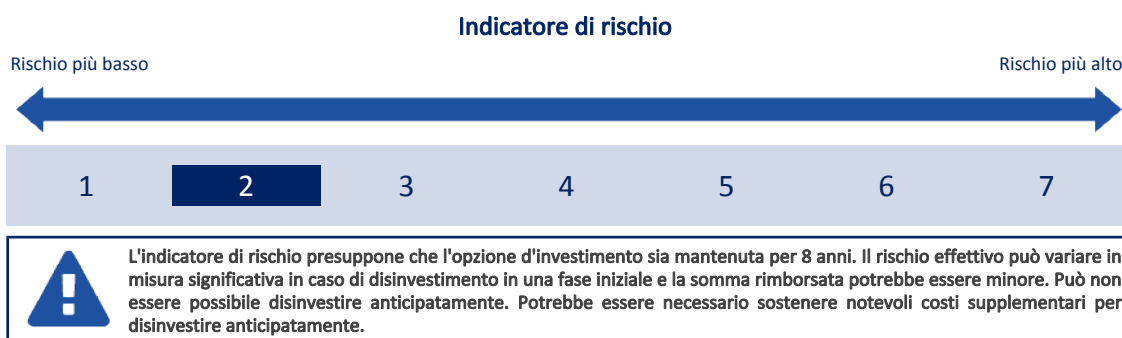 Indicatore di rischio
Rischio più basso
Rischio più alto
1 2 3 4 5 6 7
L'indicatore di rischio presuppone che l'opzione d'investimento sia mantenuta per 8 anni. Il rischio effettivo può variare in
misura significativa in caso di disinvestimento in una fase iniziale e la somma rimborsata potrebbe essere minore. Può non
essere possibile disinvestire anticipatamente. Potrebbe essere necessario sostenere notevoli costi supplementari per
disinvestire anticipatamente.